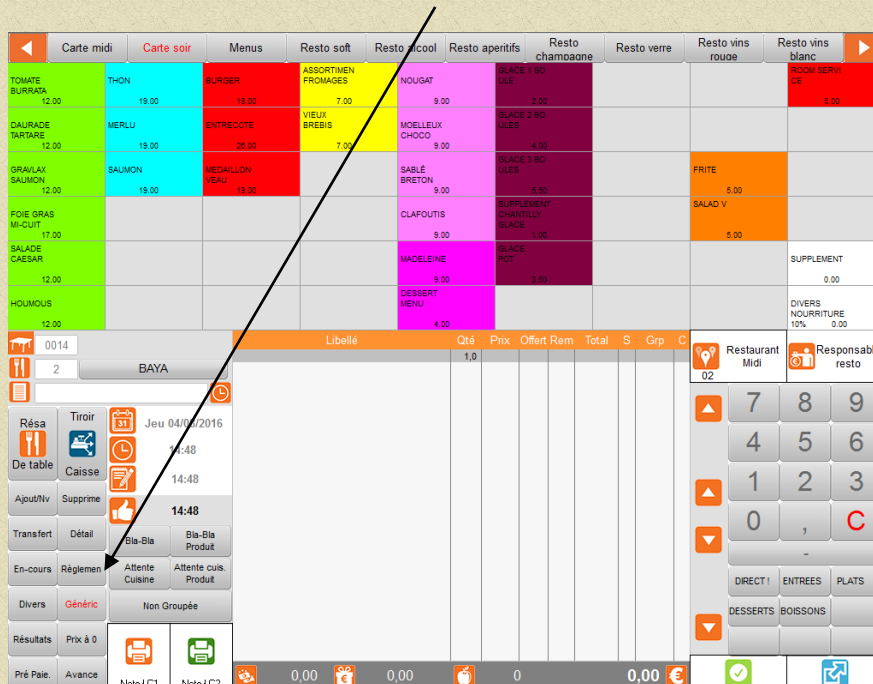 Carte midi Carte soir Menus Resto soft Resto alcool Resto aperitifs Resto champagne Resto verre Resto vins rouge Resto vins blanc
TOMATE BURRATA 12.00
THON 19.00
BURGER 19.00
ASSORTIMEN FROMAGES 7.00
NOUGAT 9.00
GLACE 1 BO ULE 2.00
ROOM SERVI CE 5.00
DAURADE TARTARE 12.00
MERLU 19.00
ENTRECOTE 26.00
VIEUX BREBIS 7.00
MOELLEUX CHOCO 9.00
GLACE 2 BO ULES 4.00
GRAVLAX SAUMON 12.00
SAUMON 19.00
MEDAILLON VEAU 19.00
SABLÉ BRETON 9.00
GLACE 3 BO ULES 5.50
FRITE 5.00
FOIE GRAS MI-CUIT 17.00
CLAFOUTIS 9.00
SUPPLEMENT CHANTILLY GLACE 1.00
SALAD V 5.00
SALADE CAESAR 12.00
MADELEINE 9.00
GLACE POT 3.50
SUPPLEMENT 0.00
HOUMOUS 12.00
DESSERT MENU 4.00
DIVERS NOURRITURE 10% 0.00
0014
2 BAYA
Libellé Qté Prix Offert Rem Total S Grp C
1,0
02
Restaurant Midi
Responsabl resto
Résa De table
Tiroir Caisse
31 Jeu 04/08/2016
14:48
14:48
14:48
Ajout/Nv Supprime
Transfert Détail
Bla-Bla
Bla-Bla Produit
En-cours Règlemen
Attente Cuisine
Attente cuis. Produit
Divers Généric
Non Groupée
Résultats Prix à 0
Pré Paie. Avance
Note/ C1 Note/ C2
7 8 9
4 5 6
1 2 3
0 , C
-
DIRECT ! ENTREES PLATS
DESSERTS BOISSONS
0,00 0,00 0 0,00